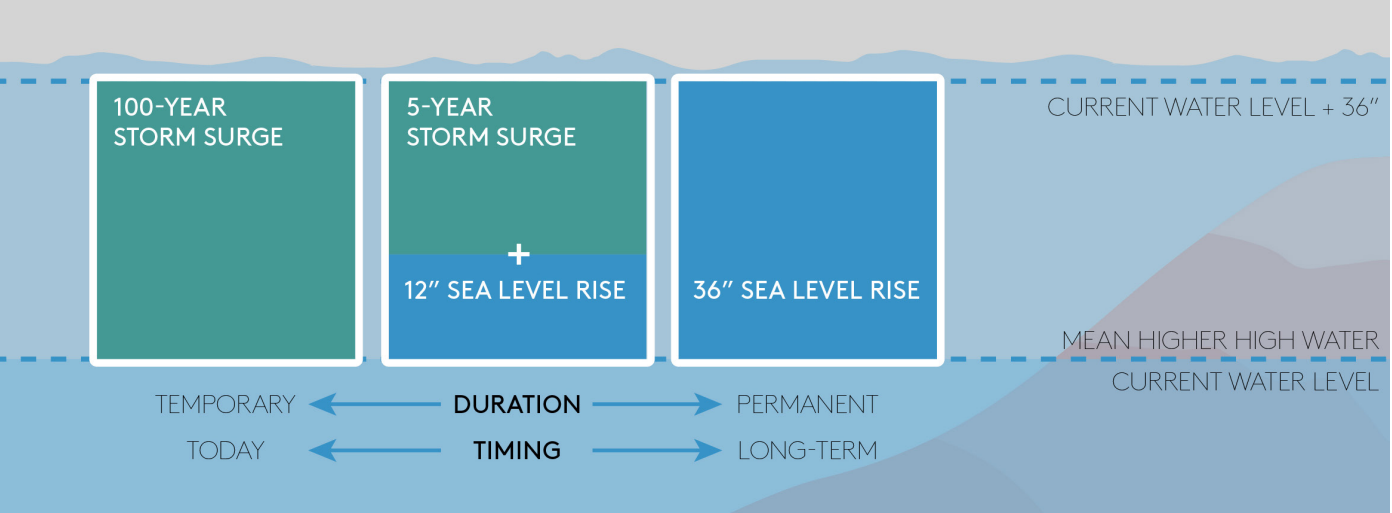 100-YEAR
STORM SURGE
5-YEAR
STORM SURGE
+
12" SEA LEVEL RISE
36" SEA LEVEL RISE
CURRENT WATER LEVEL + 36"
MEAN HIGHER HIGH WATER
CURRENT WATER LEVEL
TEMPORARY DURATION PERMANENT
TODAY TIMING LONG-TERM